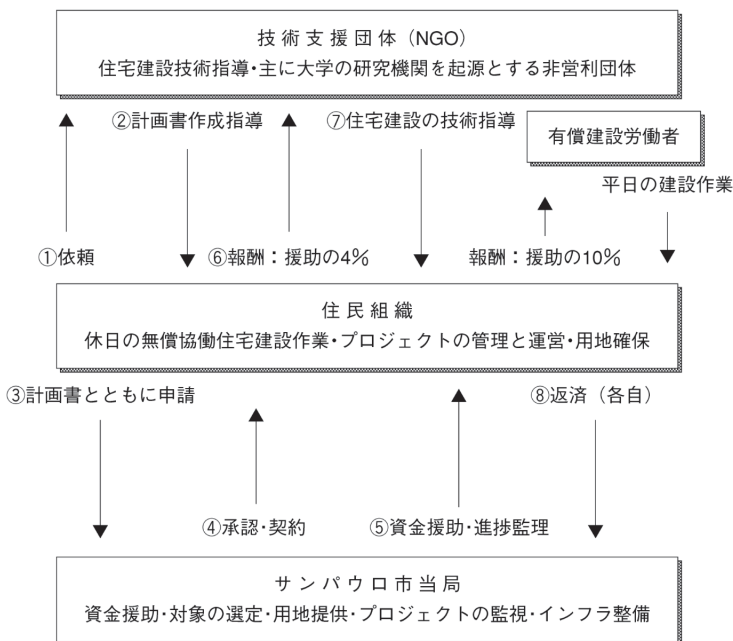 技術支援団体（NGO）
住宅建設技術指導・主に大学の研究機関を起源とする非営利団体
②計画書作成指導
⑦住宅建設の技術指導
有償建設労働者
平日の建設作業
①依頼
⑥報酬：援助の4％
報酬：援助の10％
住民組織
休日の無償協働住宅建設作業・プロジェクトの管理と運営・用地確保
③計画書とともに申請
⑧返済（各自）
④承認・契約
⑤資金援助・進捗監理
サンパウロ市当局
資金援助・対象の選定・用地提供・プロジェクトの監視・インフラ整備